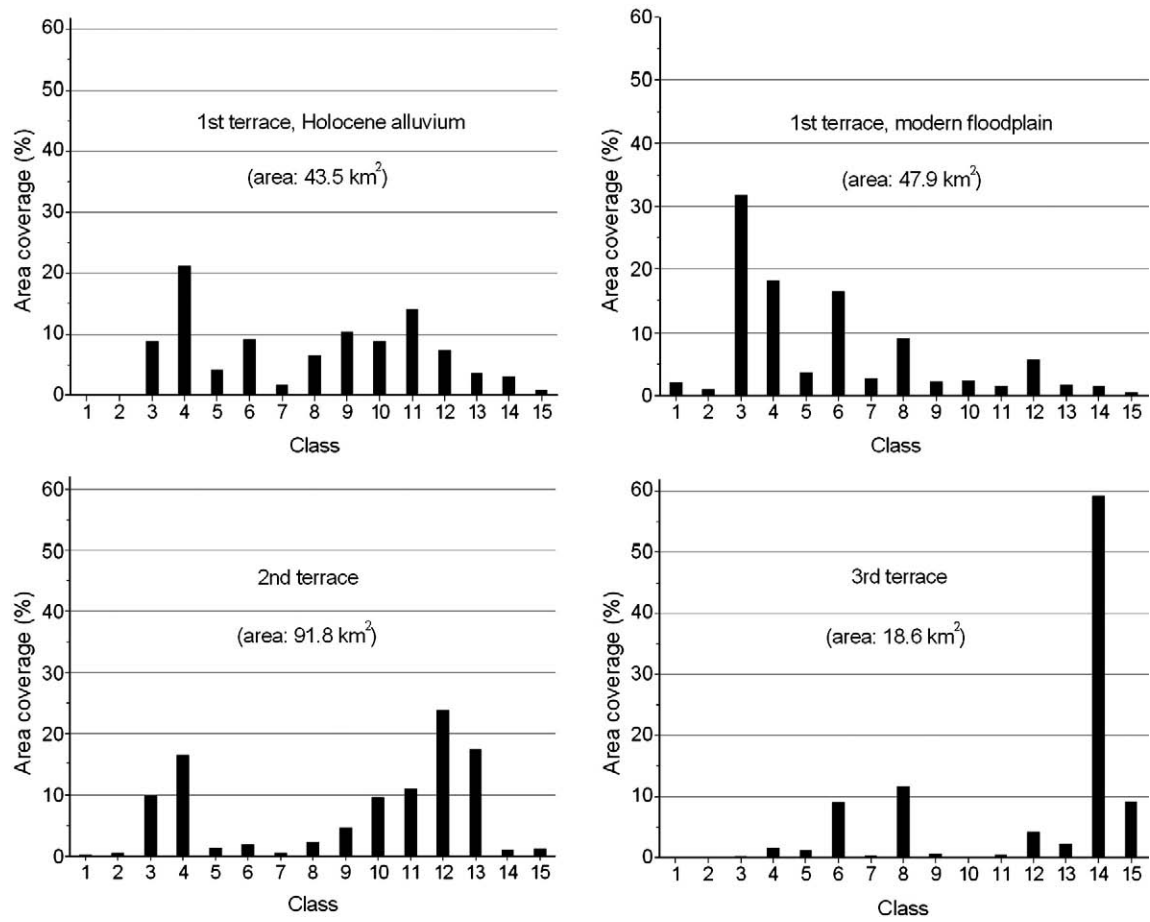 60
50
40
30
20
10
0
Area coverage (%)
1st terrace, Holocene alluvium
(area: 43.5 km²)
1 2 3 4 5 6 7 8 9 10 11 12 13 14 15
Class
60
50
40
30
20
10
0
Area coverage (%)
1st terrace, modern floodplain
(area: 47.9 km²)
1 2 3 4 5 6 7 8 9 10 11 12 13 14 15
Class
60
50
40
30
20
10
0
Area coverage (%)
2nd terrace
(area: 91.8 km²)
1 2 3 4 5 6 7 8 9 10 11 12 13 14 15
Class
60
50
40
30
20
10
0
Area coverage (%)
3rd terrace
(area: 18.6 km²)
1 2 3 4 5 6 7 8 9 10 11 12 13 14 15
Class